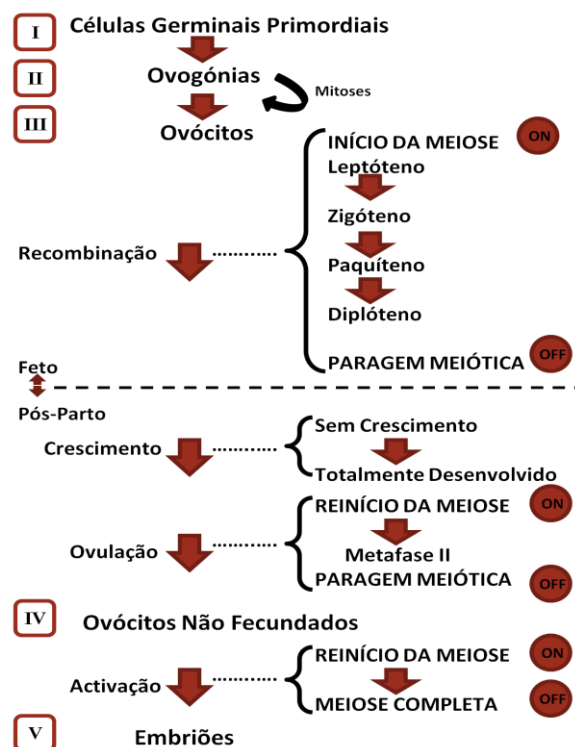 I Células Germinais Primordiais
II Ovogónias
Mitoses
III Ovócitos
INÍCIO DA MEIOSE ON
Leptóteno
Zigóteno
Recombinação
Paquíteno
Diplóteno
PARAGEM MEIÓTICA OFF
Feto
Pós-Parto
Sem Crescimento
Crescimento
Totalmente Desenvolvido
REINÍCIO DA MEIOSE ON
Ovulação
Metafase II
PARAGEM MEIÓTICA OFF
IV Ovócitos Não Fecundados
REINÍCIO DA MEIOSE ON
Activação
MEIOSE COMPLETA OFF
V Embriões